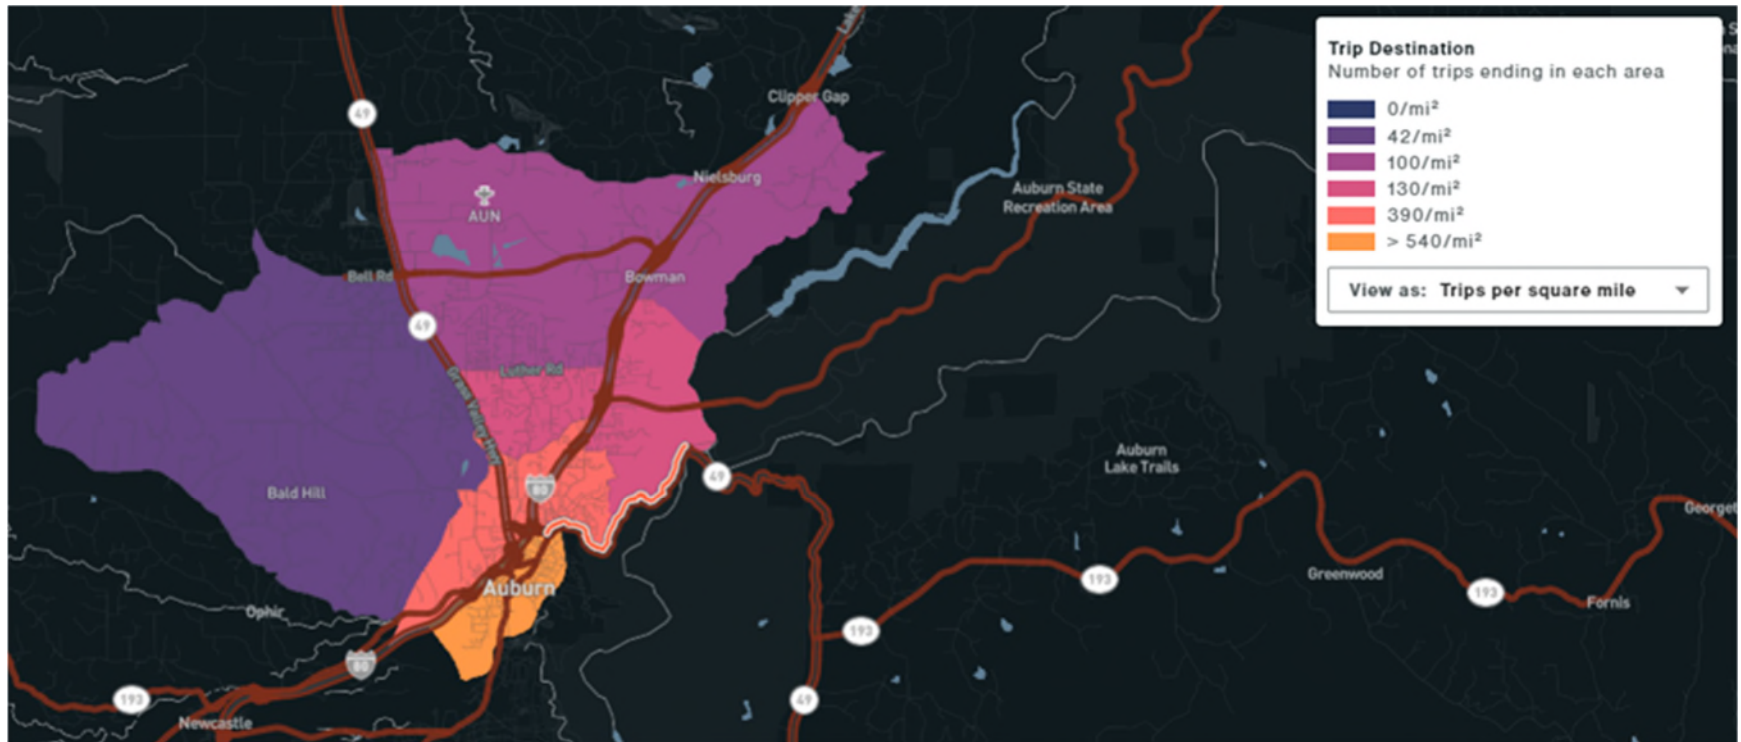 Lake
Clipper Gap
49
Nielsburg
AUN
Auburn State
Recreation Area
Bell Rd
Bowman
49
Luther Rd
Grass Valley Hwy
Auburn
Lake Trails
49
80
Bald Hill
Auburn
193
Greenwood
193
Fornis
Georget
Ophir
193
80
193
49
Newcastle
Trip Destination
Number of trips ending in each area
0/mi²
42/mi²
100/mi²
130/mi²
390/mi²
> 540/mi²
View as: Trips per square mile